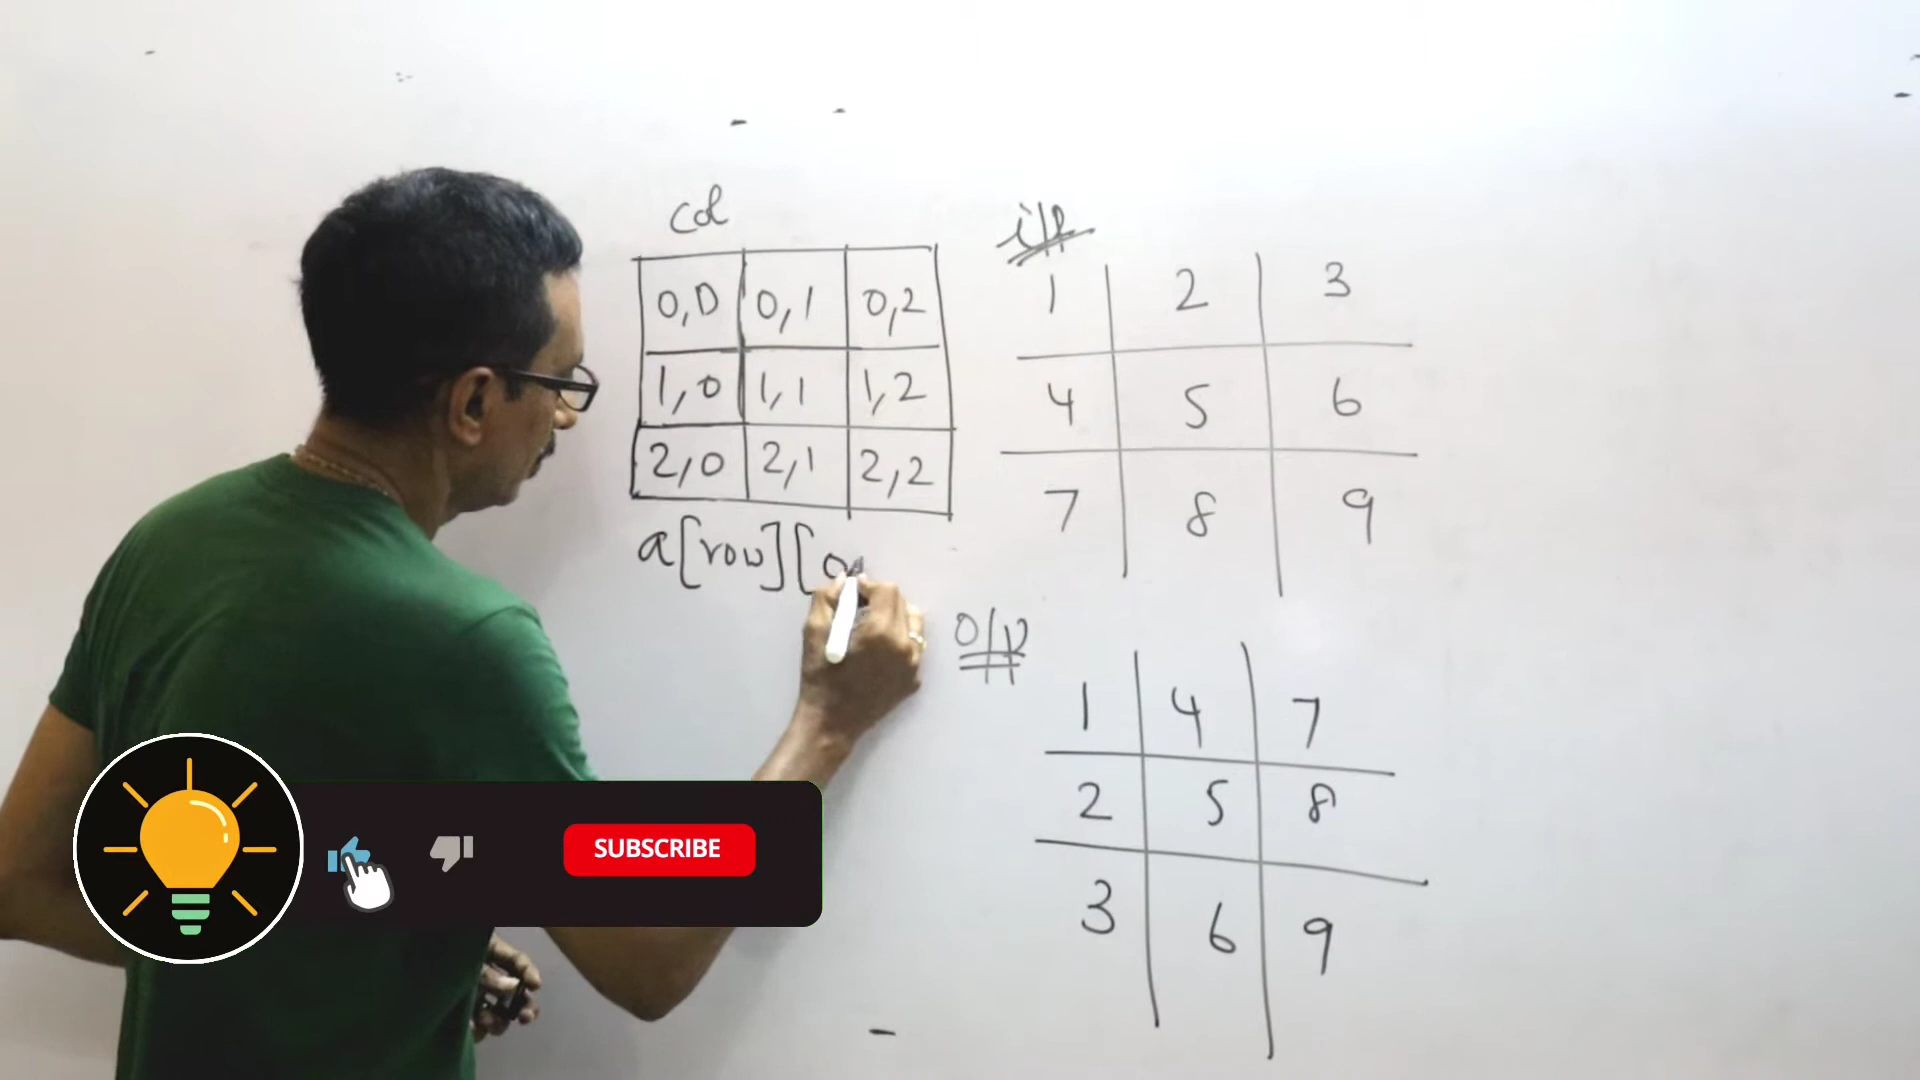 col
0,0 0,1 0,2
1,0 1,1 1,2
2,0 2,1 2,2
a[row][
i/p
1 2 3
4 5 6
7 8 9
o/p
1 4 7
2 5 8
3 6 9
SUBSCRIBE